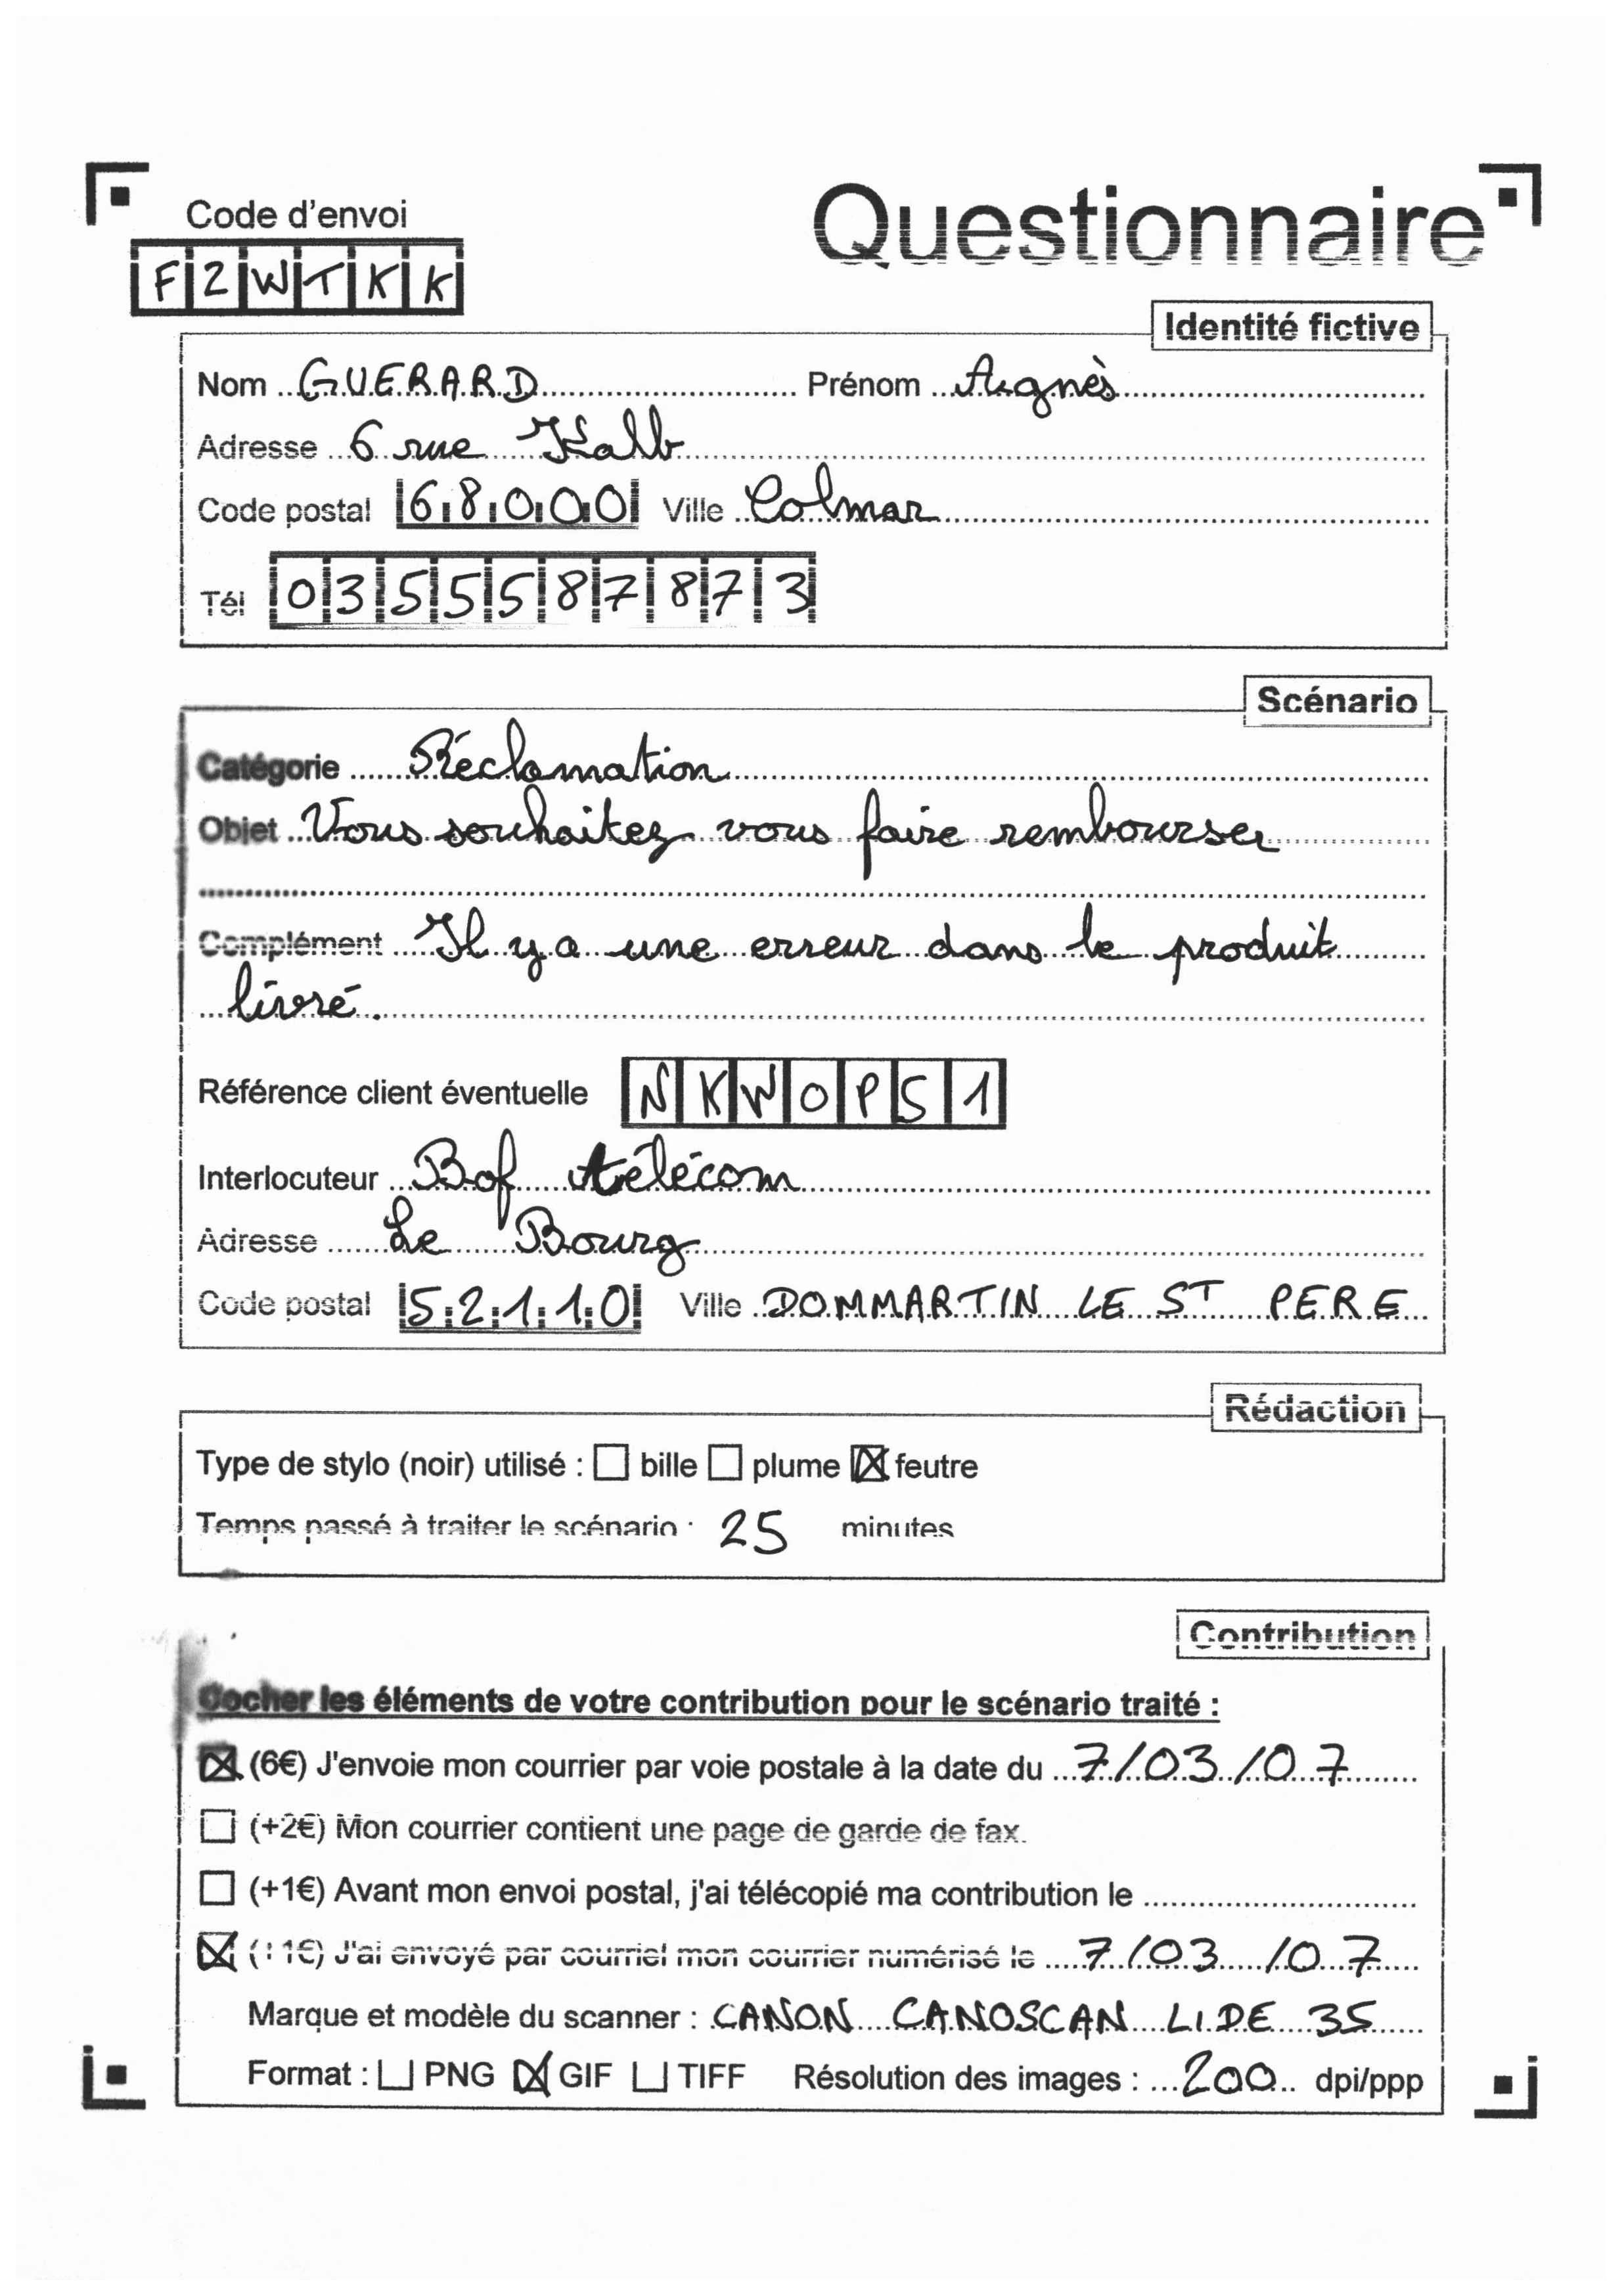 Code d'envoi
Questionnaire
F2WTKK
Identité fictive
Nom GUERARD Prénom Agnès
Adresse 6 rue Kalb
Code postal 68000 Ville Colmar
Tél 0355587873
Scénario
Catégorie Réclamation
Objet Vous souhaitez vous faire rembourser
Complément Il y a une erreur dans le produit
livré.
Référence client éventuelle NKWOPS1
Interlocuteur Bof télécom
Adresse Le Bourg
Code postal 52110 Ville DOMMARTIN LE ST PERE
Rédaction
Type de stylo (noir) utilisé : ☐ bille ☐ plume ☒ feutre
Temps passé à traiter le scénario : 25 minutes
Contribution
Cocher les éléments de votre contribution pour le scénario traité :
☒ (6€) J'envoie mon courrier par voie postale à la date du 7/03/07
☐ (+2€) Mon courrier contient une page de garde de fax.
☐ (+1€) Avant mon envoi postal, j'ai télécopié ma contribution le
☒ (+1€) J'ai envoyé par courriel mon courrier numérisé le 7/03/07
Marque et modèle du scanner : CANON CANOSCAN LIDE 35
Format : ☐ PNG ☒ GIF ☐ TIFF Résolution des images : 200 dpi/ppp